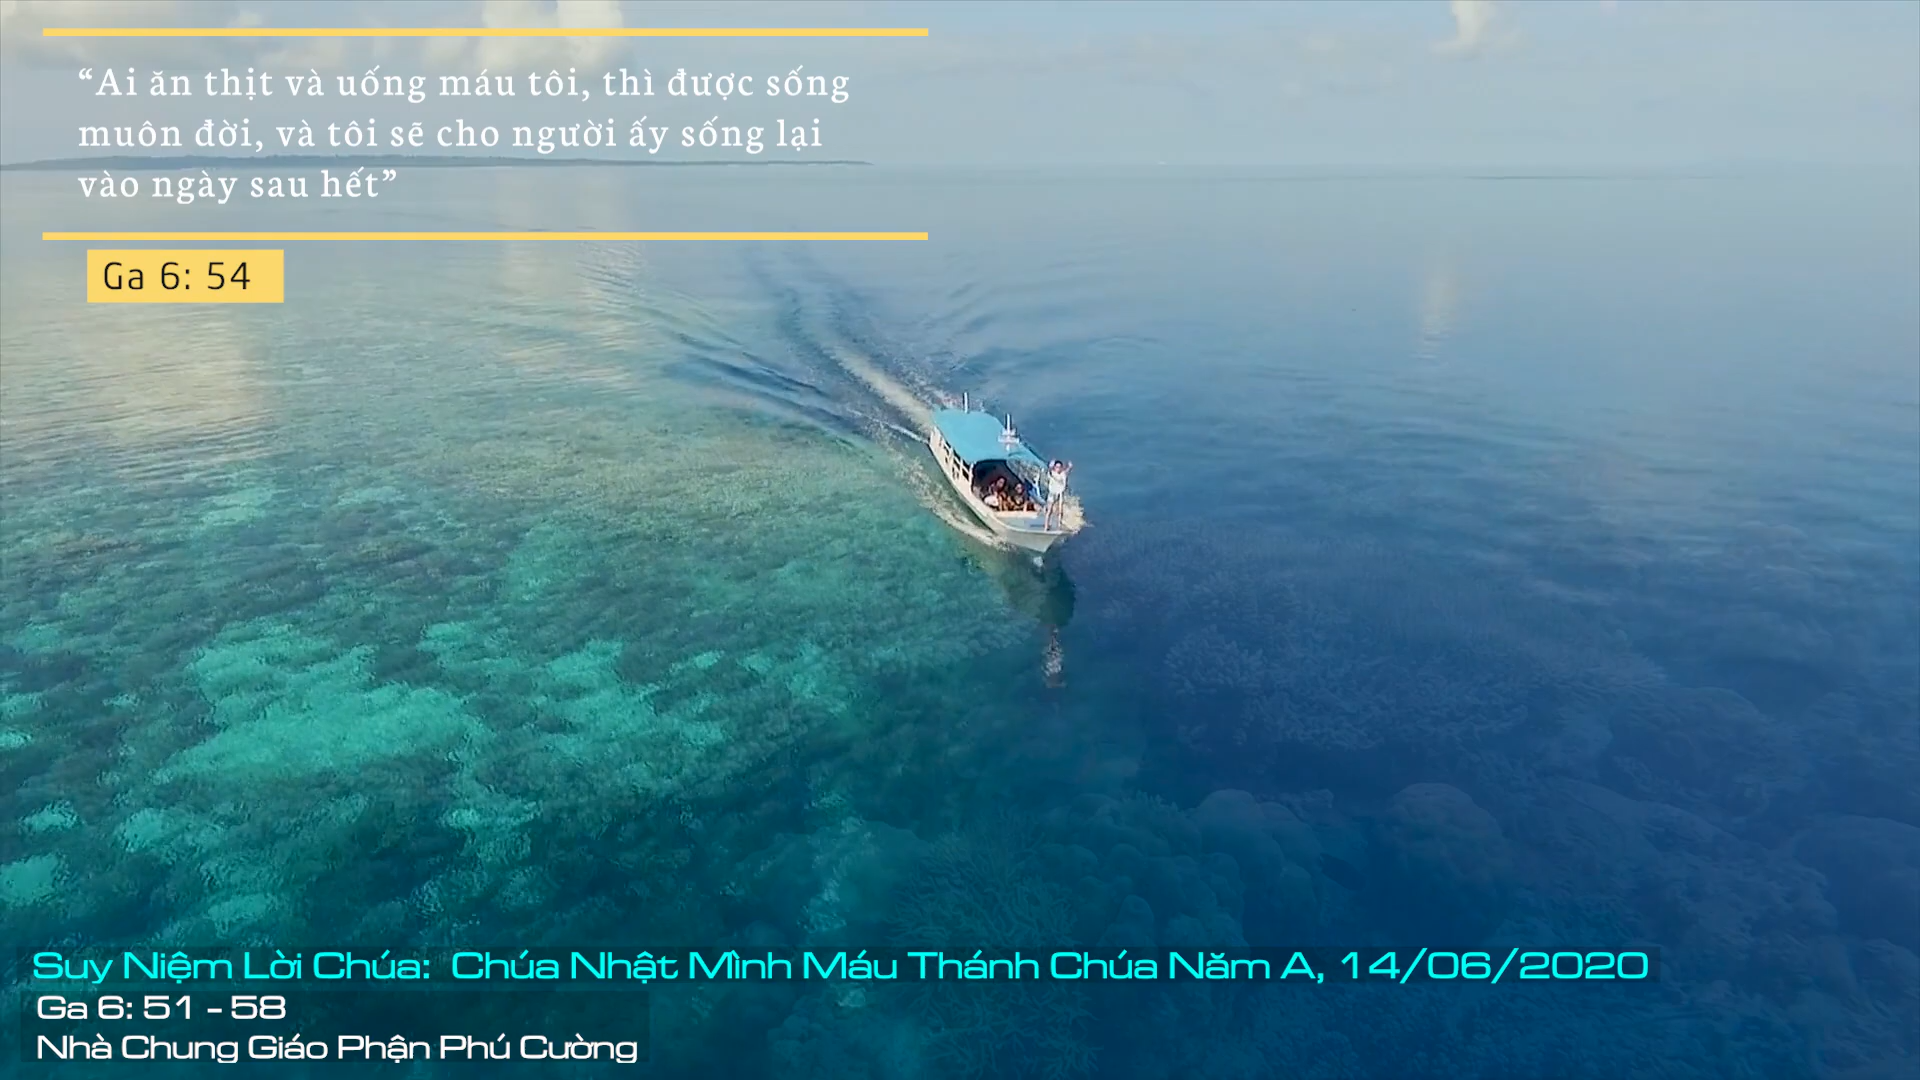 “Ai ăn thịt và uống máu tôi, thì được sống
muôn đời, và tôi sẽ cho người ấy sống lại
vào ngày sau hết”
Ga 6: 54
Suy Niệm Lời Chúa: Chúa Nhật Mình Máu Thánh Chúa Năm A, 14/06/2020
Ga 6: 51 - 58
Nhà Chung Giáo Phận Phú Cường